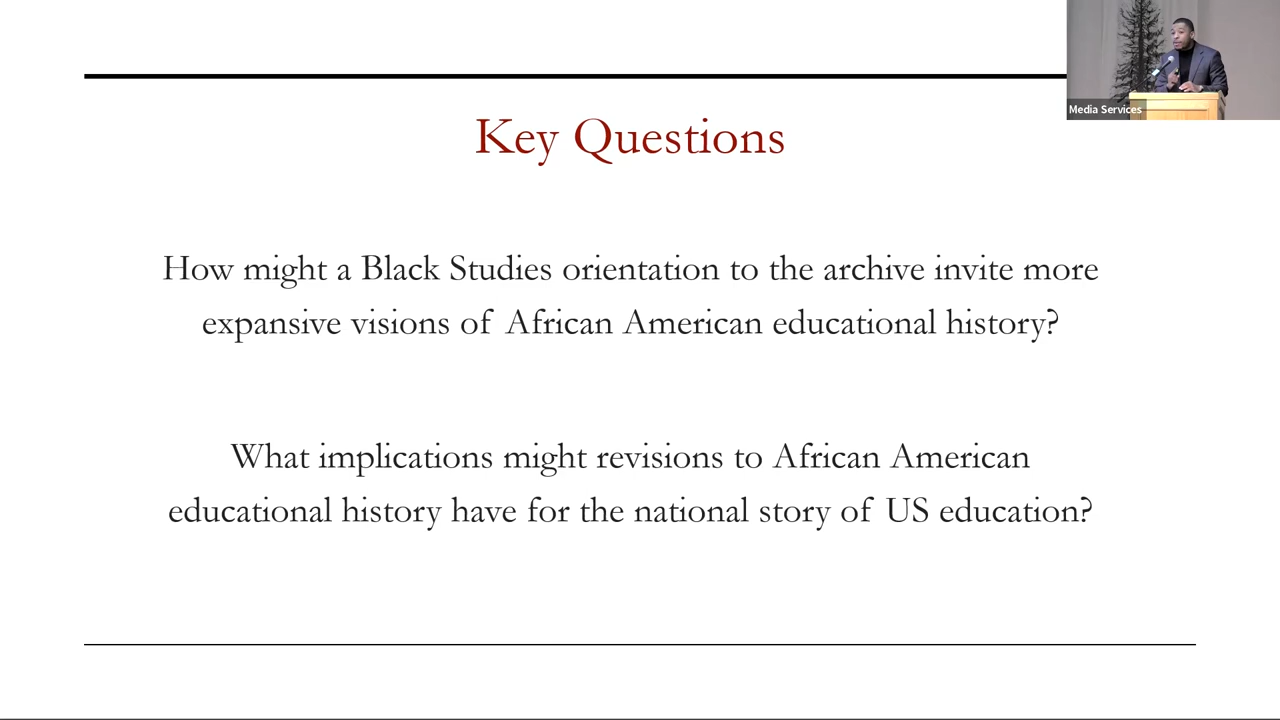 Media Services
Key Questions
How might a Black Studies orientation to the archive invite more
expansive visions of African American educational history?
What implications might revisions to African American
educational history have for the national story of US education?